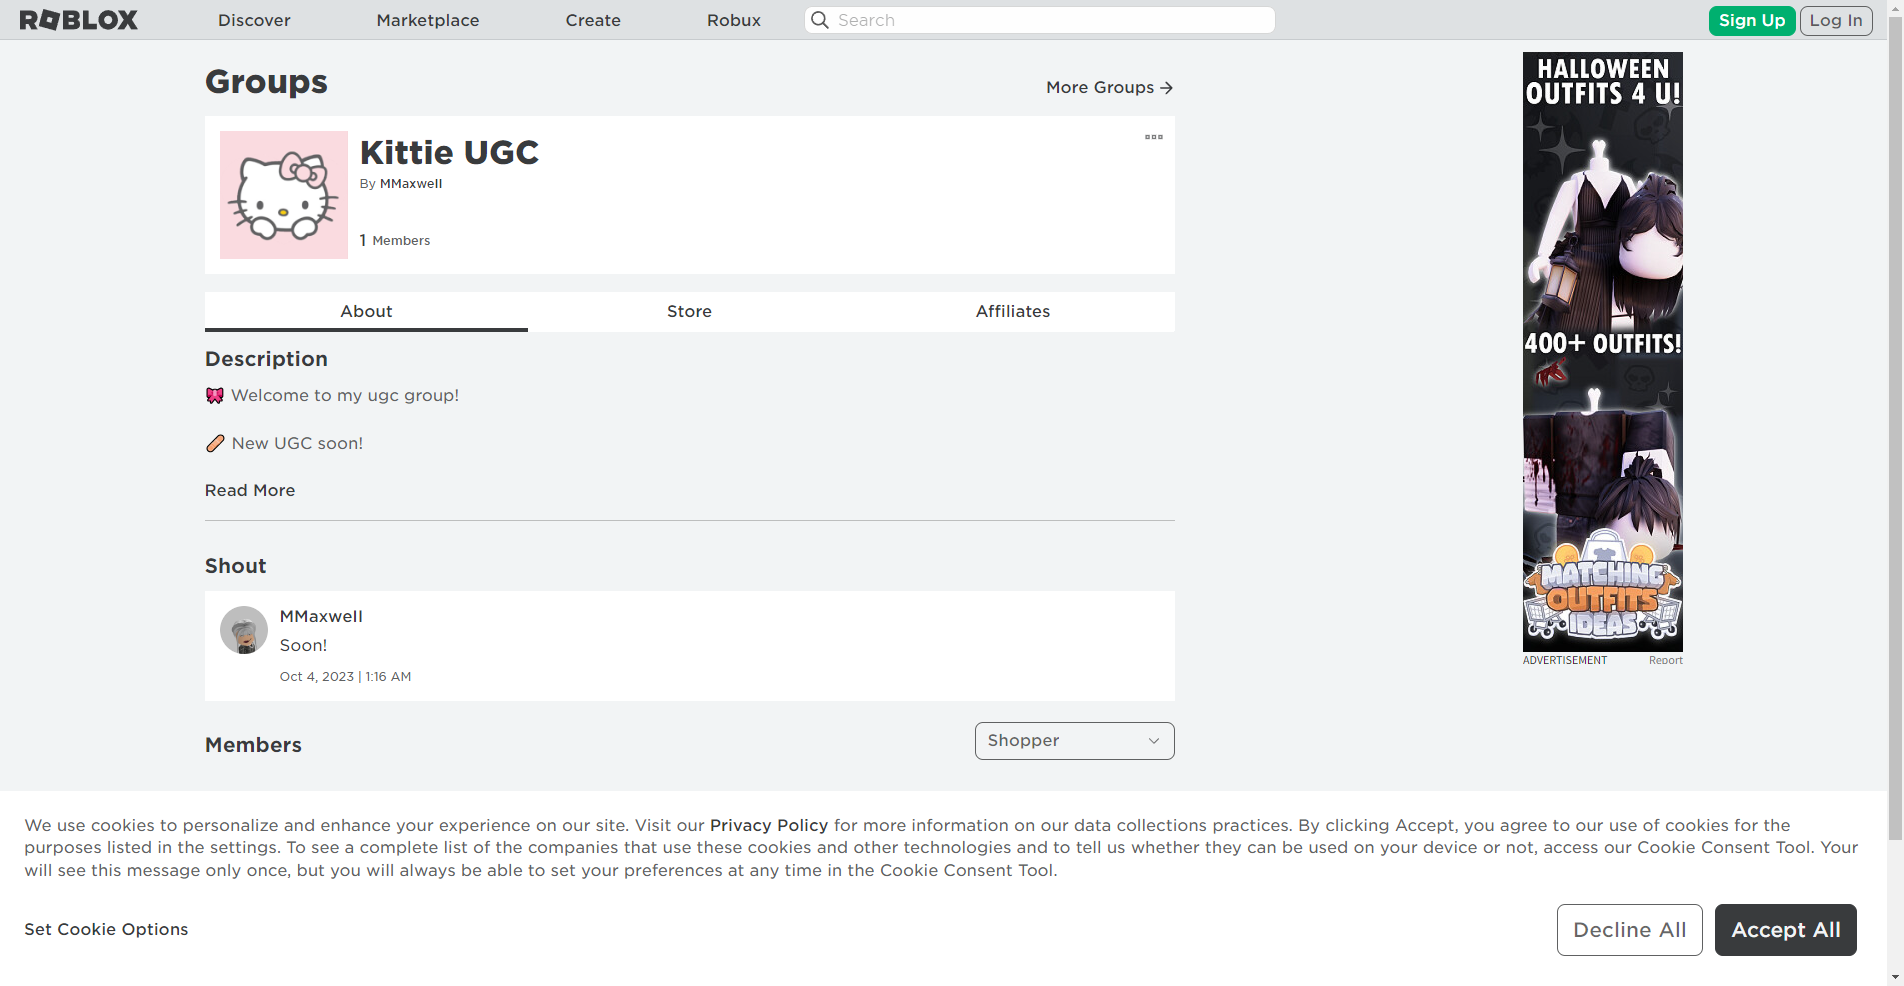 ROBLOX
Discover
Marketplace
Create
Robux
Search
Sign Up
Log In
Groups
More Groups
Kittie UGC
By MMaxwell
1 Members
About
Store
Affiliates
Description
🎀 Welcome to my ugc group!
🩹 New UGC soon!
Read More
Shout
MMaxwell
Soon!
Oct 4, 2023 | 1:16 AM
Members
Shopper
HALLOWEEN
OUTFITS 4 U!
400+ OUTFITS!
MATCHING
OUTFITS
IDEAS
ADVERTISEMENT
Report
We use cookies to personalize and enhance your experience on our site. Visit our Privacy Policy for more information on our data collections practices. By clicking Accept, you agree to our use of cookies for the
purposes listed in the settings. To see a complete list of the companies that use these cookies and other technologies and to tell us whether they can be used on your device or not, access our Cookie Consent Tool. Your
will see this message only once, but you will always be able to set your preferences at any time in the Cookie Consent Tool.
Set Cookie Options
Decline All
Accept All